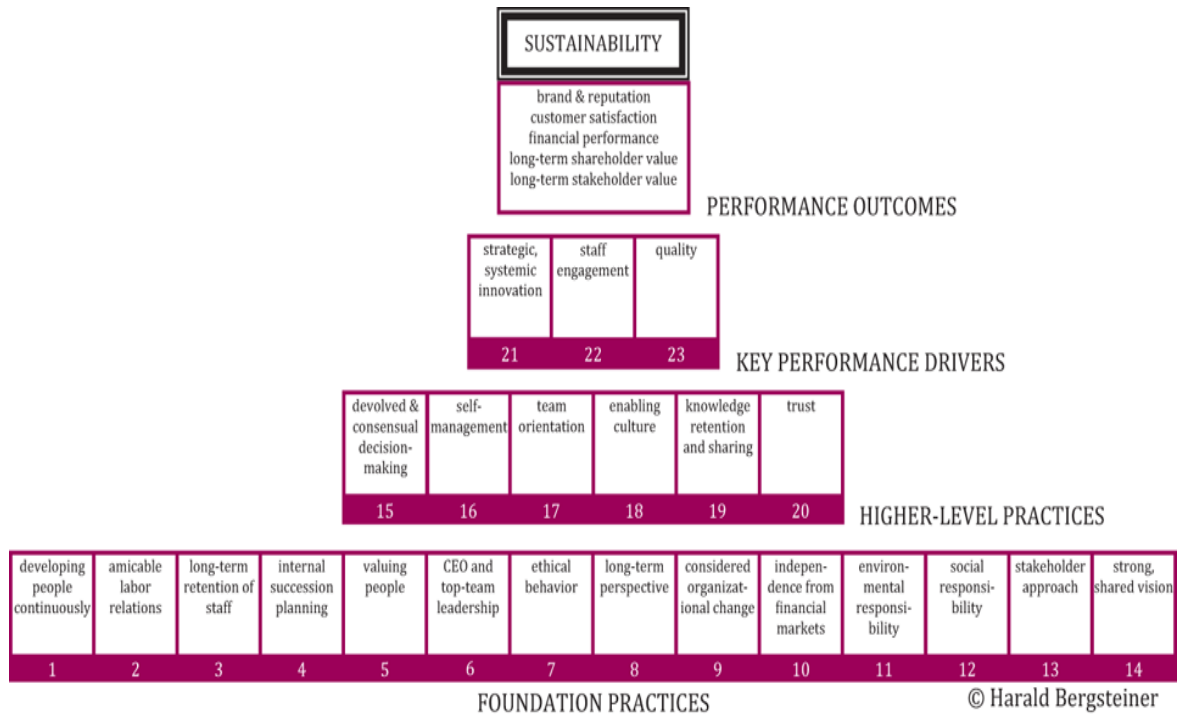 SUSTAINABILITY
brand & reputation
customer satisfaction
financial performance
long-term shareholder value
long-term stakeholder value
PERFORMANCE OUTCOMES
strategic,
systemic
innovation
21
staff
engagement
22
quality
23
KEY PERFORMANCE DRIVERS
devolved &
consensual
decision-
making
15
self-
management
16
team
orientation
17
enabling
culture
18
knowledge
retention
and sharing
19
trust
20
HIGHER-LEVEL PRACTICES
developing
people
continuously
1
amicable
labor
relations
2
long-term
retention of
staff
3
internal
succession
planning
4
valuing
people
5
CEO and
top-team
leadership
6
ethical
behavior
7
long-term
perspective
8
considered
organizat-
ional change
9
indepen-
dence from
financial
markets
10
environ-
mental
responsi-
bility
11
social
responsi-
bility
12
stakeholder
approach
13
strong,
shared vision
14
FOUNDATION PRACTICES
© Harald Bergsteiner